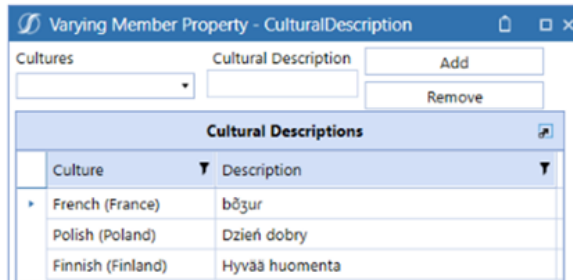 Varying Member Property - CulturalDescription
Cultures Cultural Description Add
Remove
Cultural Descriptions
Culture Description
French (France) bõʒur
Polish (Poland) Dzień dobry
Finnish (Finland) Hyvää huomenta